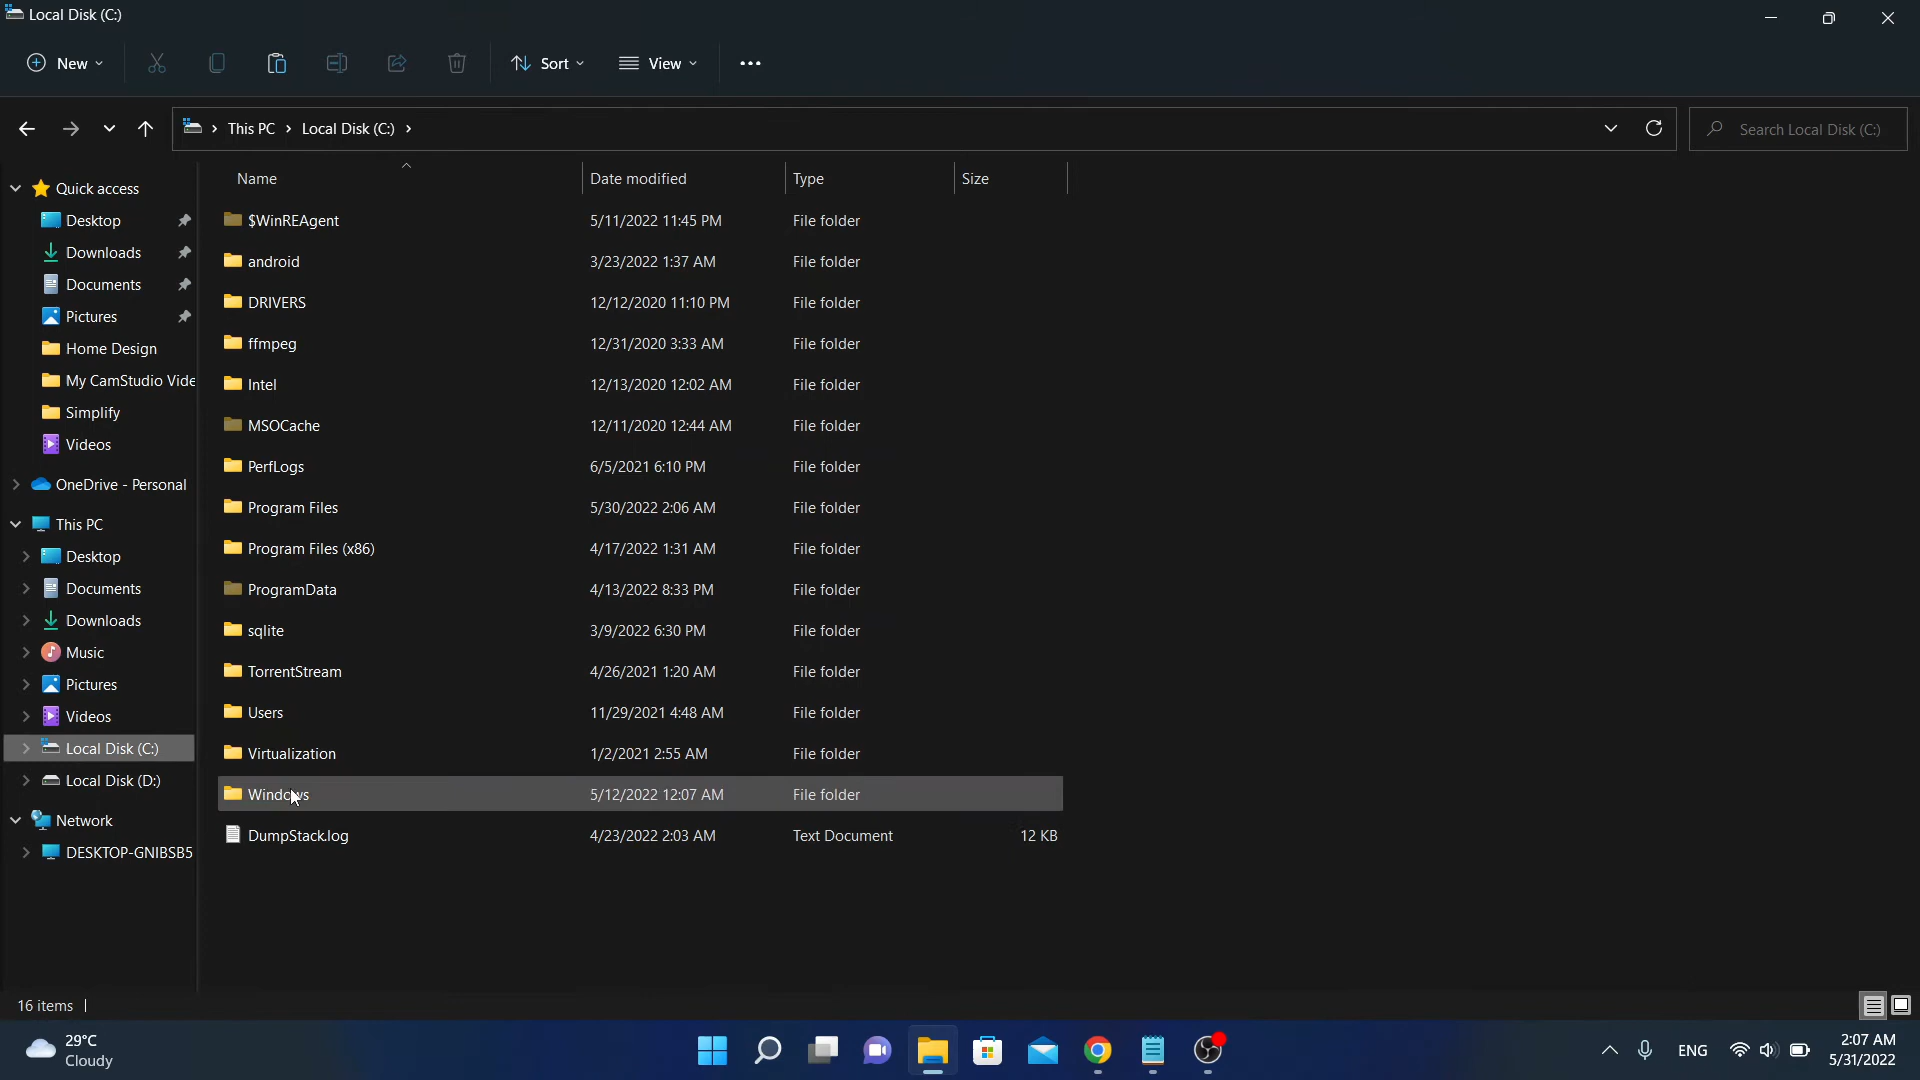 Local Disk (C:)
New
Sort
View
This PC
Local Disk (C:)
Search Local Disk (C:)
Name Date modified Type Size
Quick access
Desktop
Downloads
Documents
Pictures
Home Design
My CamStudio Vide
Simplify
Videos
OneDrive - Personal
This PC
Desktop
Documents
Downloads
Music
Pictures
Videos
Local Disk (C:)
Local Disk (D:)
Network
DESKTOP-GNIBSB5
$WinREAgent 5/11/2022 11:45 PM File folder
android 3/23/2022 1:37 AM File folder
DRIVERS 12/12/2020 11:10 PM File folder
ffmpeg 12/31/2020 3:33 AM File folder
Intel 12/13/2020 12:02 AM File folder
MSOCache 12/11/2020 12:44 AM File folder
PerfLogs 6/5/2021 6:10 PM File folder
Program Files 5/30/2022 2:06 AM File folder
Program Files (x86) 4/17/2022 1:31 AM File folder
ProgramData 4/13/2022 8:33 PM File folder
sqlite 3/9/2022 6:30 PM File folder
TorrentStream 4/26/2021 1:20 AM File folder
Users 11/29/2021 4:48 AM File folder
Virtualization 1/2/2021 2:55 AM File folder
Windows 5/12/2022 12:07 AM File folder
DumpStack.log 4/23/2022 2:03 AM Text Document 12 KB
16 items
29°C
Cloudy
ENG
2:07 AM
5/31/2022